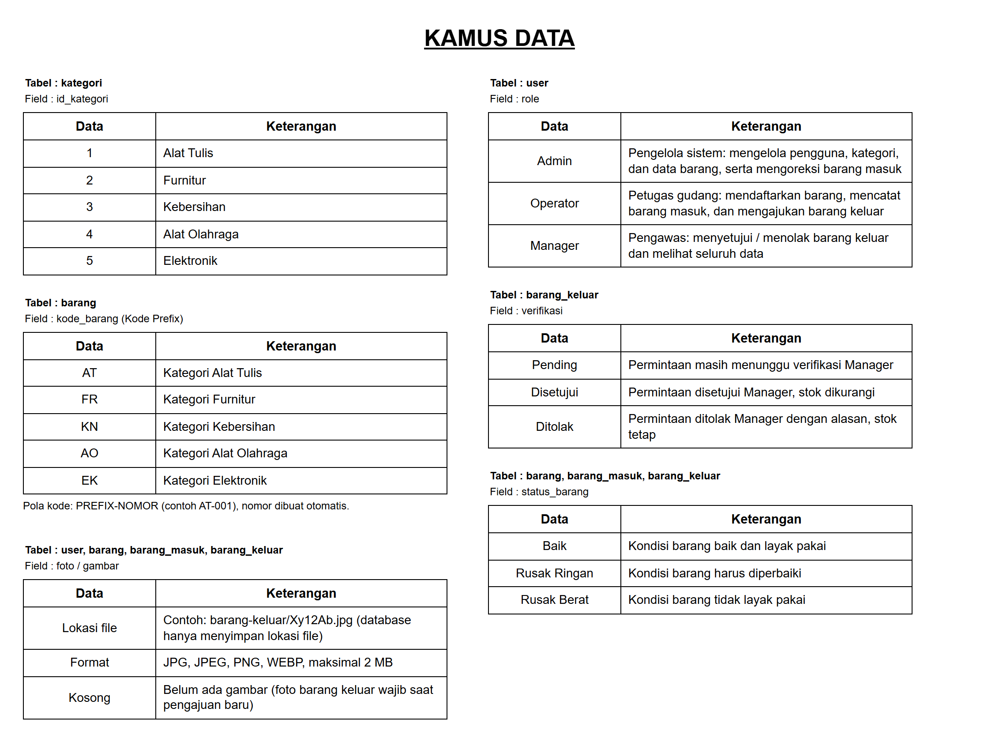 KAMUS DATA
Tabel : kategori
Field : id_kategori
Data Keterangan
1 Alat Tulis
2 Furnitur
3 Kebersihan
4 Alat Olahraga
5 Elektronik
Tabel : barang
Field : kode_barang (Kode Prefix)
Data Keterangan
AT Kategori Alat Tulis
FR Kategori Furnitur
KN Kategori Kebersihan
AO Kategori Alat Olahraga
EK Kategori Elektronik
Pola kode: PREFIX-NOMOR (contoh AT-001), nomor dibuat otomatis.
Tabel : user, barang, barang_masuk, barang_keluar
Field : foto / gambar
Data Keterangan
Lokasi file Contoh: barang-keluar/Xy12Ab.jpg (database
hanya menyimpan lokasi file)
Format JPG, JPEG, PNG, WEBP, maksimal 2 MB
Kosong Belum ada gambar (foto barang keluar wajib saat
pengajuan baru)
Tabel : user
Field : role
Data Keterangan
Admin Pengelola sistem: mengelola pengguna, kategori,
dan data barang, serta mengoreksi barang masuk
Operator Petugas gudang: mendaftarkan barang, mencatat
barang masuk, dan mengajukan barang keluar
Manager Pengawas: menyetujui / menolak barang keluar
dan melihat seluruh data
Tabel : barang_keluar
Field : verifikasi
Data Keterangan
Pending Permintaan masih menunggu verifikasi Manager
Disetujui Permintaan disetujui Manager, stok dikurangi
Ditolak Permintaan ditolak Manager dengan alasan, stok
tetap
Tabel : barang, barang_masuk, barang_keluar
Field : status_barang
Data Keterangan
Baik Kondisi barang baik dan layak pakai
Rusak Ringan Kondisi barang harus diperbaiki
Rusak Berat Kondisi barang tidak layak pakai